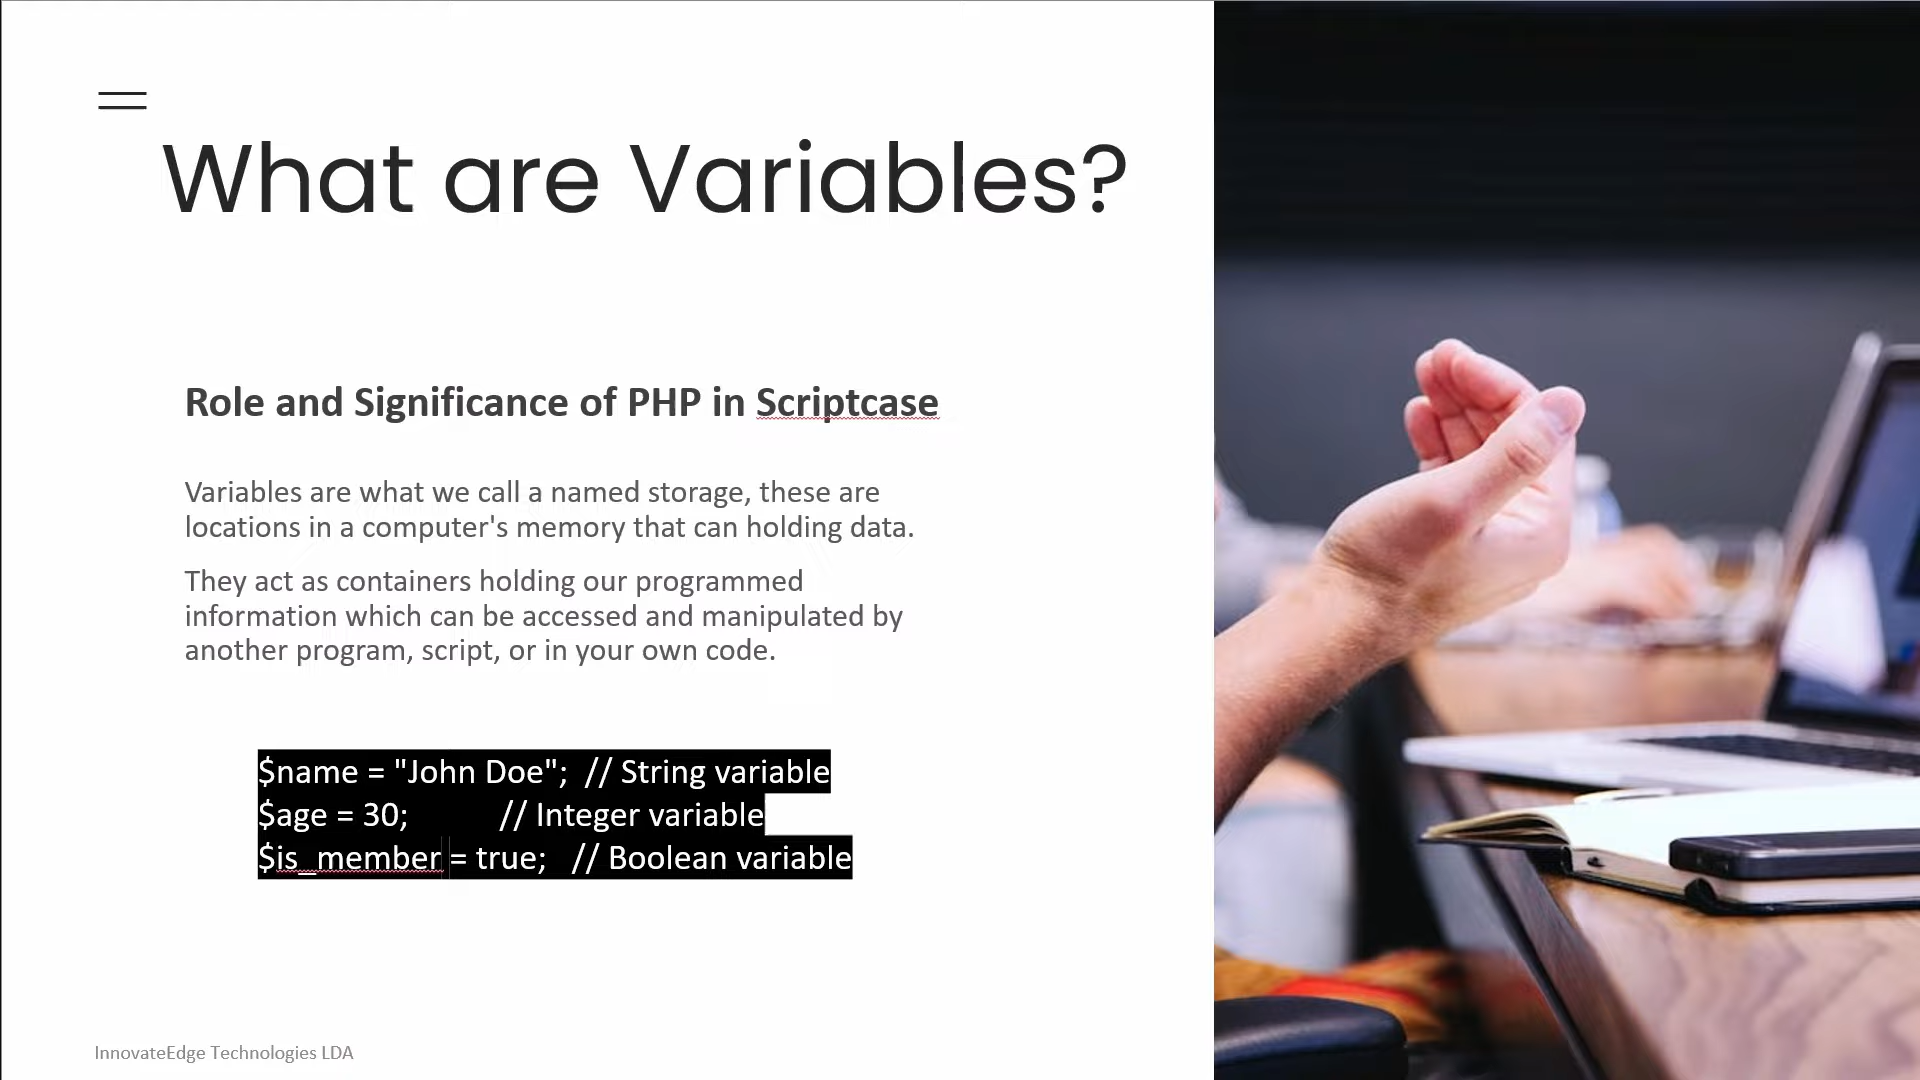 What are Variables?
Role and Significance of PHP in Scriptcase
Variables are what we call a named storage, these are
locations in a computer's memory that can holding data.
They act as containers holding our programmed
information which can be accessed and manipulated by
another program, script, or in your own code.
$name = "John Doe";  // String variable
$age = 30;           // Integer variable
$is_member = true;   // Boolean variable
InnovateEdge Technologies LDA